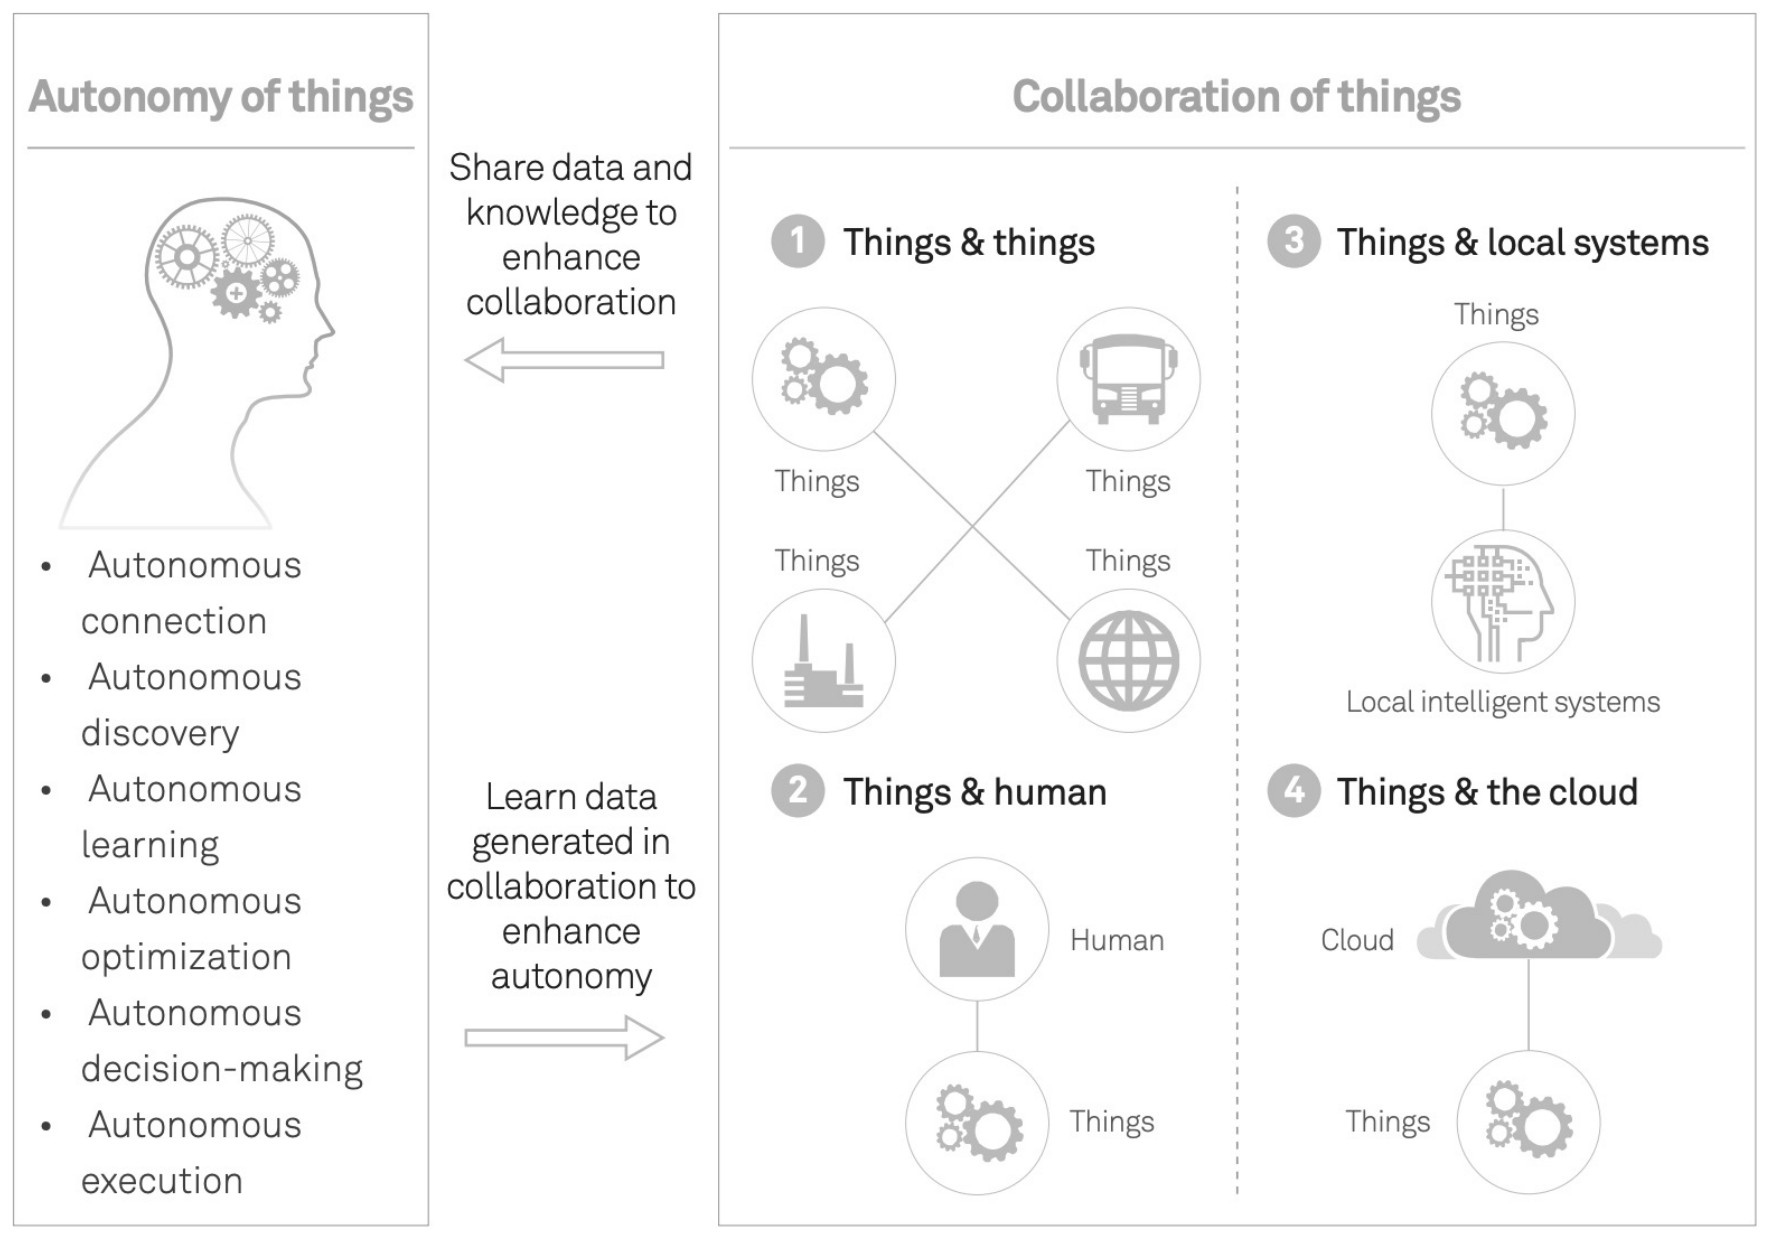 Autonomy of things
• Autonomous
connection
• Autonomous
discovery
• Autonomous
learning
• Autonomous
optimization
• Autonomous
decision-making
• Autonomous
execution
Share data and
knowledge to
enhance
collaboration
Learn data
generated in
collaboration to
enhance
autonomy
Collaboration of things
1 Things & things
Things
Things
Things
Things
2 Things & human
Human
Things
3 Things & local systems
Things
Local intelligent systems
4 Things & the cloud
Cloud
Things